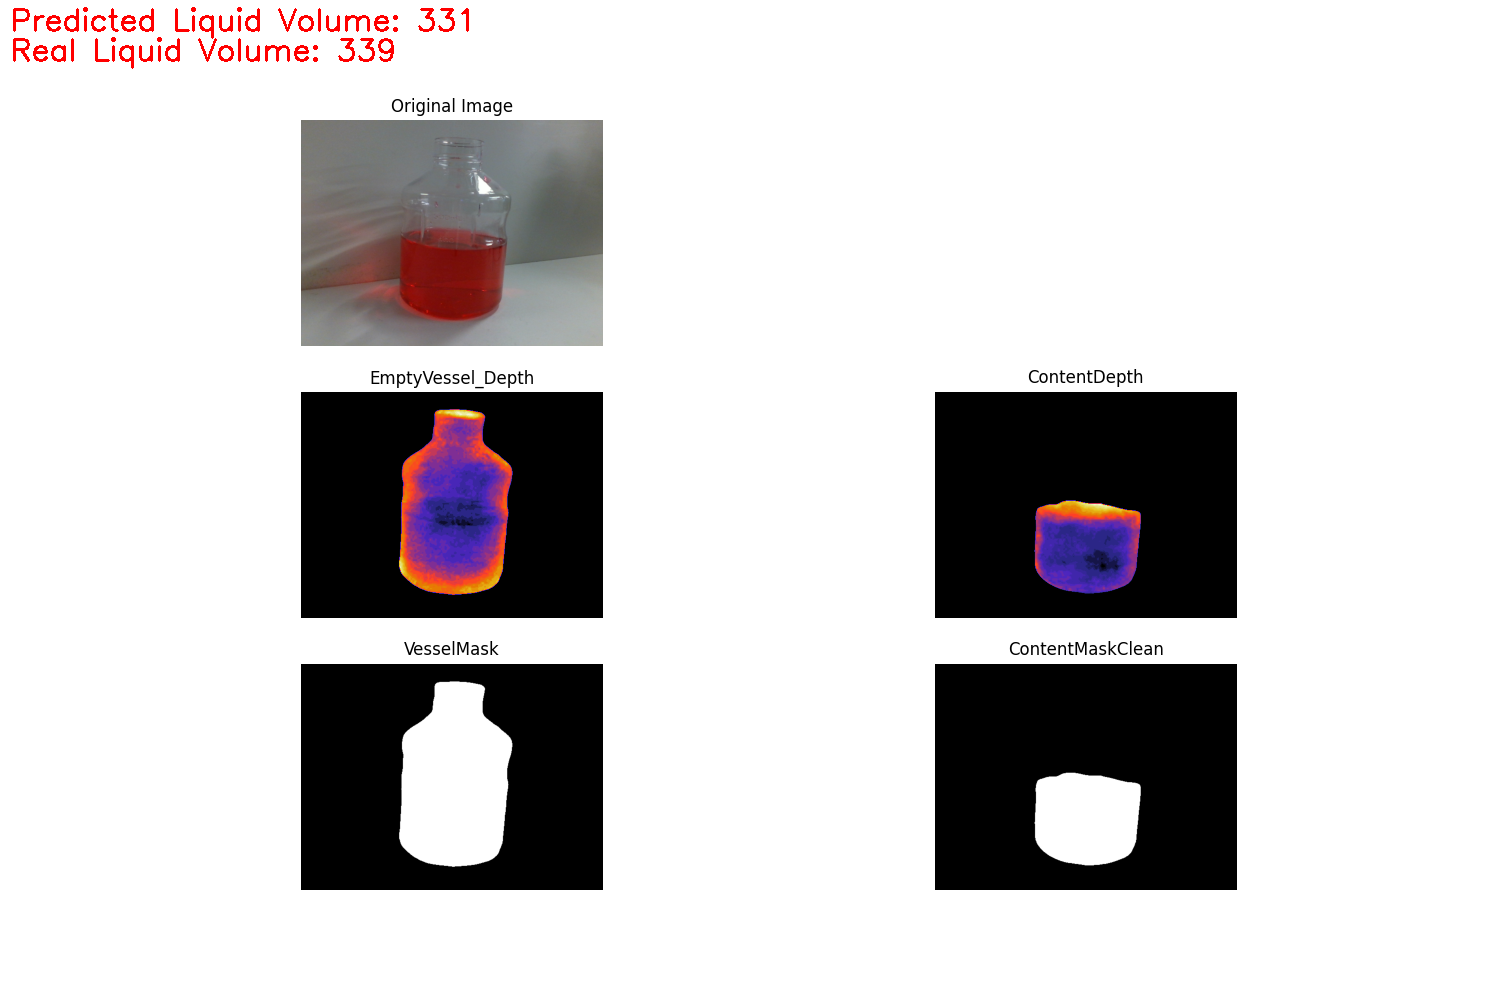 Predicted Liquid Volume: 331
Real Liquid Volume: 339
Original Image
EmptyVessel_Depth
ContentDepth
VesselMask
ContentMaskClean